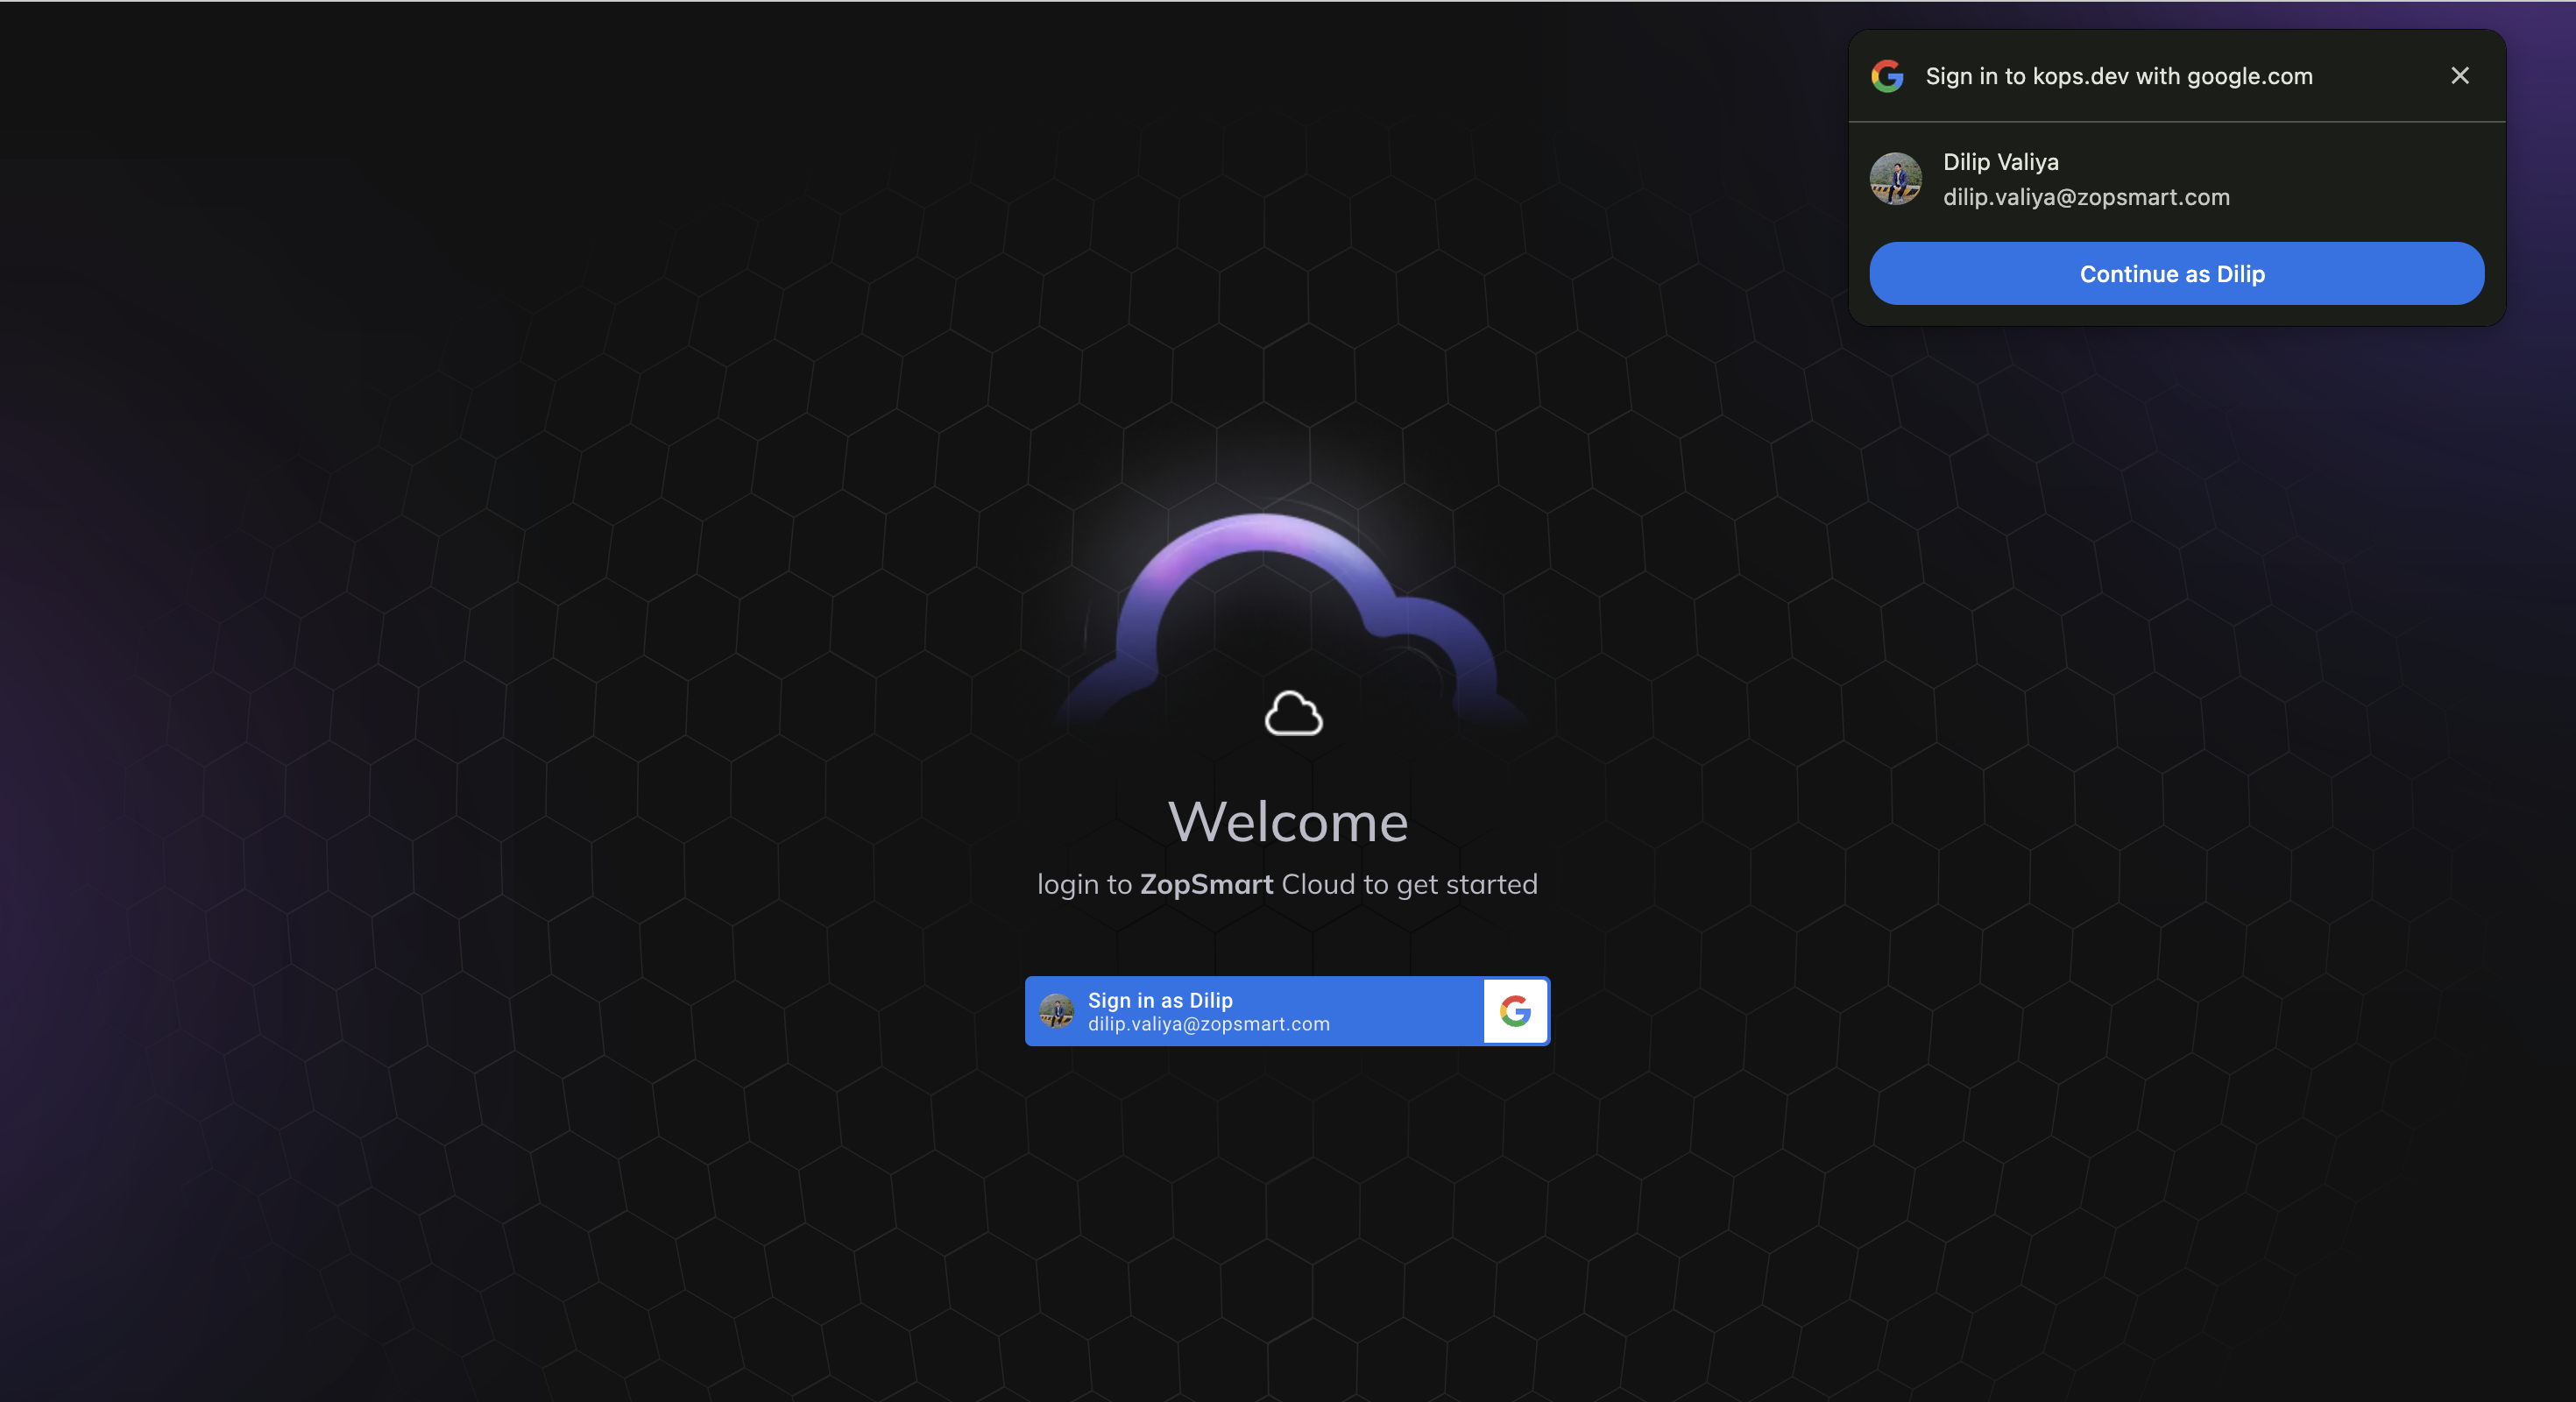 Sign in to kops.dev with google.com
Dilip Valiya
dilip.valiya@zopsmart.com
Continue as Dilip
Welcome
login to ZopSmart Cloud to get started
Sign in as Dilip
dilip.valiya@zopsmart.com